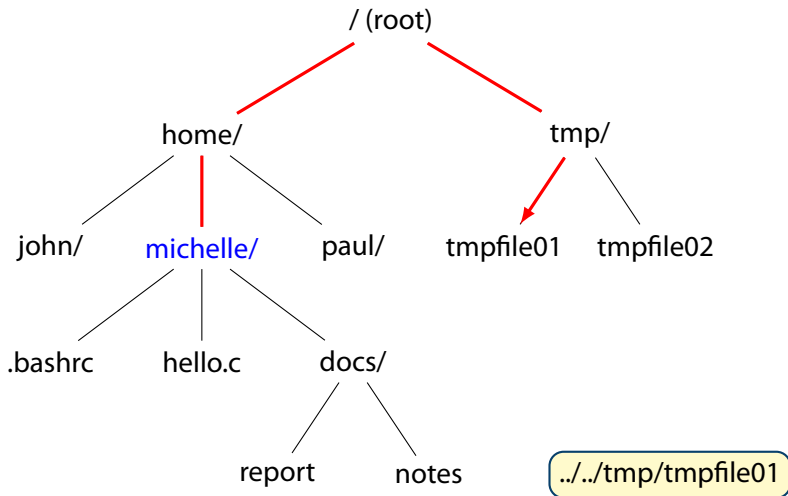 / (root)
home/ tmp/
john/ michelle/ paul/ tmpfile01 tmpfile02
.bashrc hello.c docs/
report notes ../../tmp/tmpfile01